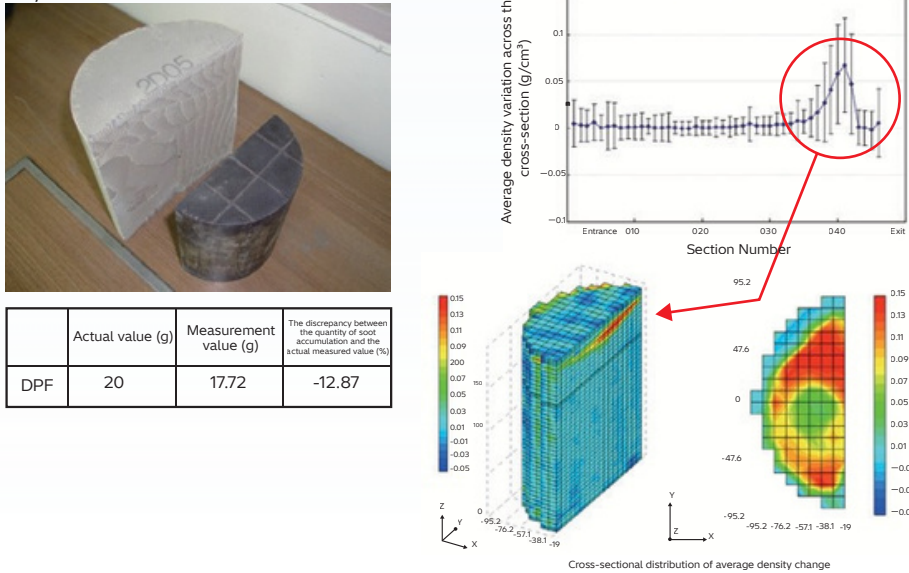 2D05
Actual value (g)
Measurement
value (g)
The discrepancy between
the quantity of soot
accumulation and the
actual measured value (%)
DPF
20
17.72
-12.87
Average density variation across th
cross-section (g/cm³)
0.1
0.05
0
-0.05
-0.1
Entrance 010 020 030 040 Exit
Section Number
0.15
0.13
0.11
0.09
200
0.07
0.05
0.03
0.01
-0.01
-0.03
-0.05
150
100
0
-95.2
-76.2
-57.1
-38.1
-19
Z
Y
X
95.2
47.6
0
-47.6
-95.2
-95.2 -76.2 -57.1 -38.1 -19
Y
Z
X
0.15
0.13
0.11
0.09
0.07
0.05
0.03
0.01
-0.0
-0.0
-0.0
Cross-sectional distribution of average density change